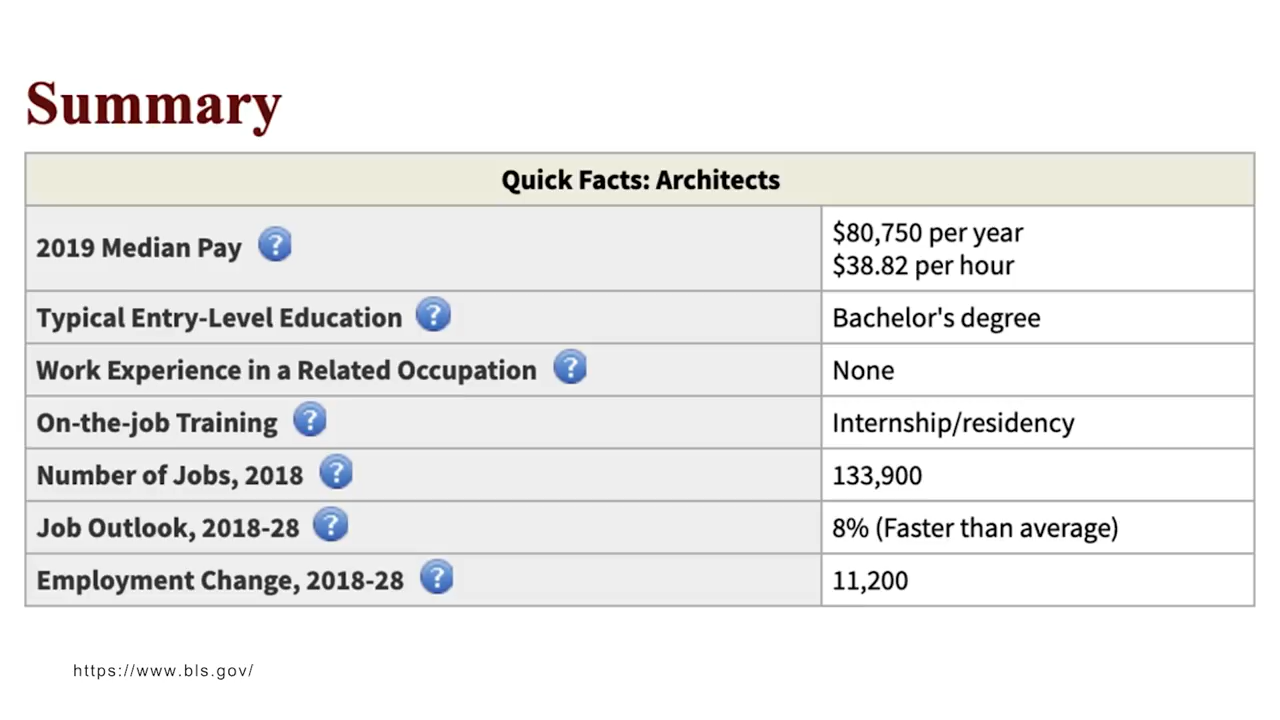 Summary
Quick Facts: Architects
2019 Median Pay ?
$80,750 per year
$38.82 per hour
Typical Entry-Level Education ?
Bachelor's degree
Work Experience in a Related Occupation ?
None
On-the-job Training ?
Internship/residency
Number of Jobs, 2018 ?
133,900
Job Outlook, 2018-28 ?
8% (Faster than average)
Employment Change, 2018-28 ?
11,200
https://www.bls.gov/